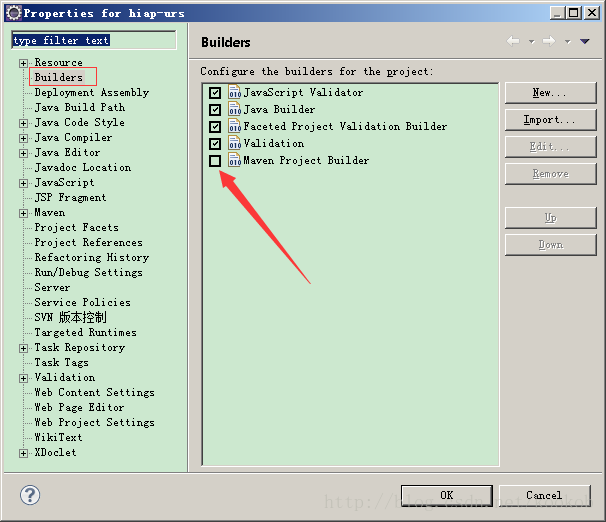 Properties for hiap-urs
type filter text
Resource
Builders
Deployment Assembly
Java Build Path
Java Code Style
Java Compiler
Java Editor
Javadoc Location
JavaScript
JSP Fragment
Maven
Project Facets
Project References
Refactoring History
Run/Debug Settings
Server
Service Policies
SVN 版本控制
Targeted Runtimes
Task Repository
Task Tags
Validation
Web Content Settings
Web Page Editor
Web Project Settings
WikiText
XDoclet
Builders
Configure the builders for the project:
JavaScript Validator
Java Builder
Faceted Project Validation Builder
Validation
Maven Project Builder
New...
Import...
Edit...
Remove
Up
Down
OK
Cancel